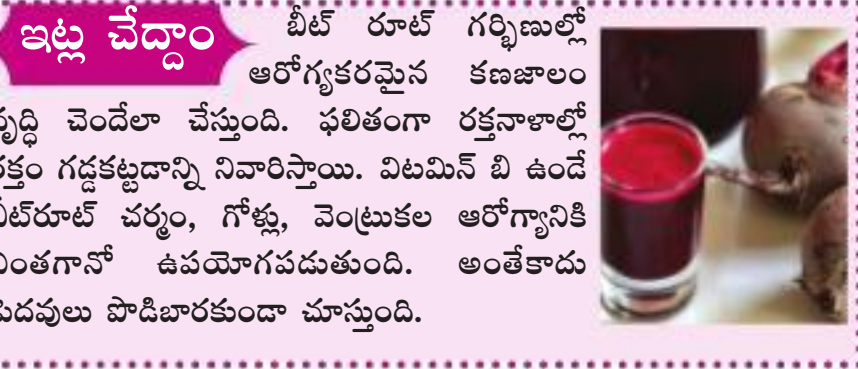 ఇట్ల చేద్దాం
బీట్ రూట్ గర్భిణుల్లో
ఆరోగ్యకరమైన కణజాలం
వృద్ధి చెందేలా చేస్తుంది. ఫలితంగా రక్తనాళాల్లో
రక్తం గడ్డకట్టడాన్ని నివారిస్తాయి. విటమిన్ బి ఉండే
బీట్‌రూట్ చర్మం, గోళ్లు, వెంట్రుకల ఆరోగ్యానికి
ఎంతగానో ఉపయోగపడుతుంది. అంతేకాదు
పెదవులు పొడిబారకుండా చూస్తుంది.